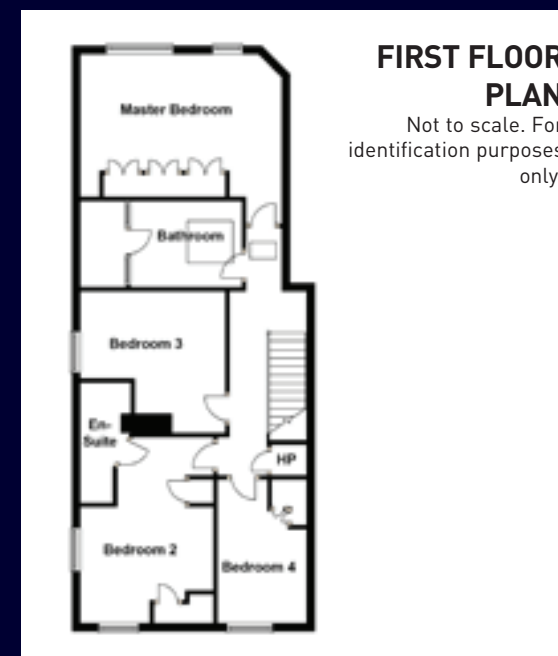 FIRST FLOOR
PLAN
Not to scale. For
identification purposes
only.
Master Bedroom
Bathroom
Bedroom 3
En-
Suite
HP
Bedroom 2
Bedroom 4